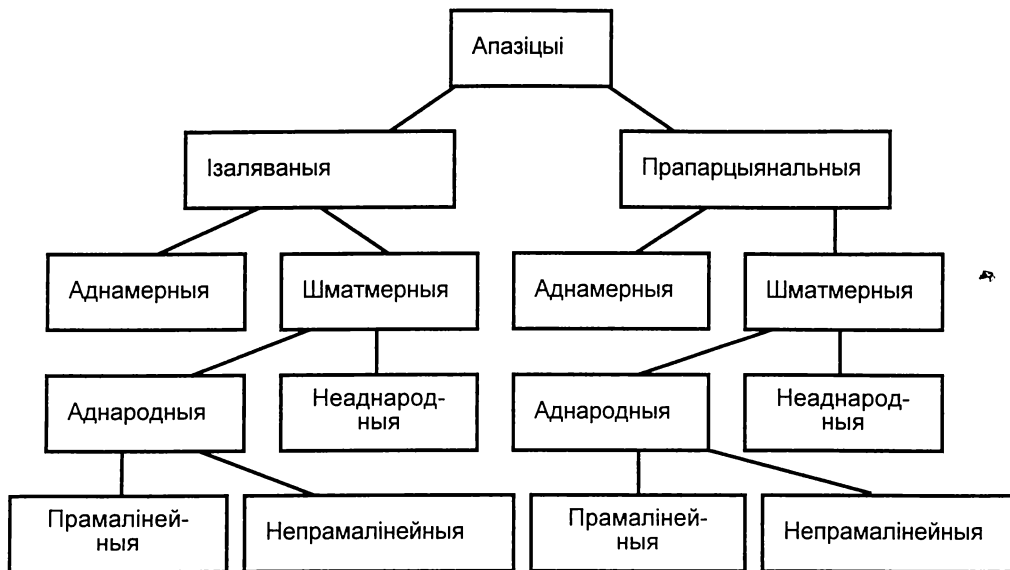 Апазіцыі
Ізаляваныя
Прапарцыянальныя
Аднамерныя
Шматмерныя
Аднамерныя
Шматмерныя
Аднародныя
Неаднарод-
ныя
Аднародныя
Неаднарод-
ныя
Прамаліней-
ныя
Непрамалінейныя
Прамаліней-
ныя
Непрамалінейныя